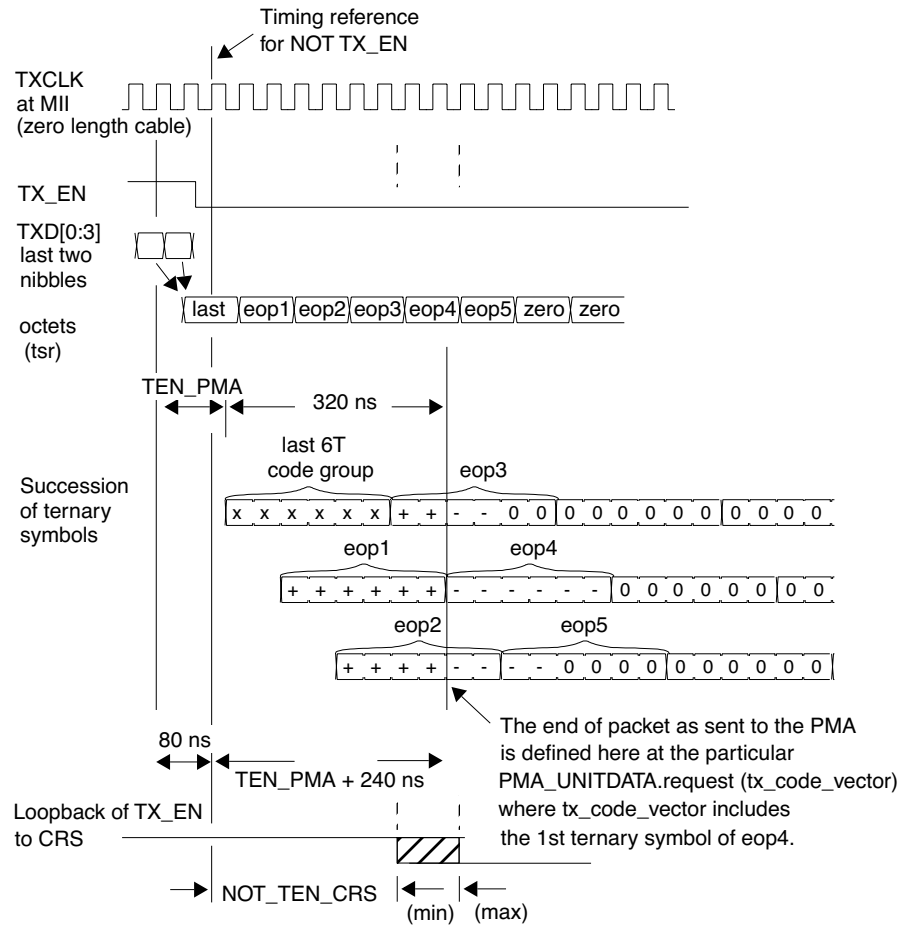 Timing reference
for NOT TX_EN
TXCLK
at MII
(zero length cable)
TX_EN
TXD[0:3]
last two
nibbles
octets
(tsr)
last eop1 eop2 eop3 eop4 eop5 zero zero
TEN_PMA
320 ns
last 6T
code group
eop3
Succession
of ternary
symbols
x x x x x x + + - - 0 0 0 0 0 0 0 0 0 0 0 0
eop1
eop4
+ + + + + + - - - - - - 0 0 0 0 0 0 0 0
eop2
eop5
+ + + + - - - - 0 0 0 0 0 0 0 0 0 0
The end of packet as sent to the PMA
is defined here at the particular
PMA_UNITDATA.request (tx_code_vector)
where tx_code_vector includes
the 1st ternary symbol of eop4.
80 ns
TEN_PMA + 240 ns
Loopback of TX_EN
to CRS
NOT_TEN_CRS
(min)
(max)